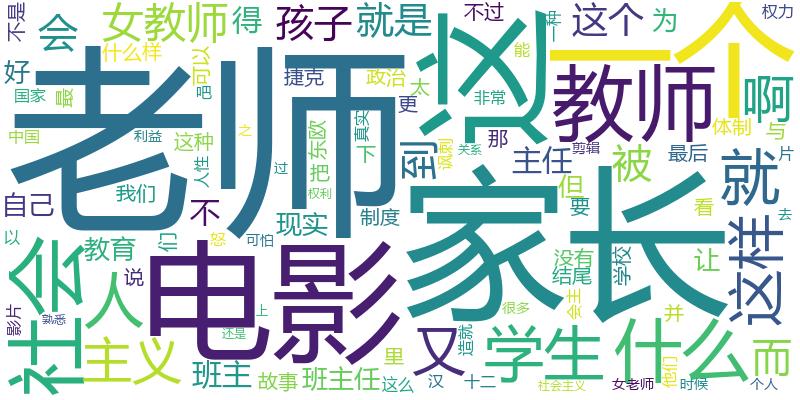 不是
会
女教师
得
孩子
就是
不过
一种
这个
为
权力
好
什么样
国家
最
可以
吧
捷克
政治
太
非常
能
一个
老师
这
教师
啊
中国
利益
之
把
东欧
真实
更
讽刺
那
体制
与
这种
人性
过
下
到
主任
关系
剪辑
被
最后
片
我们
权利
就
自己
不
现实
制度
家长
但
要
看
去
以
社会
教育
们
怒
可怕
电影
没有
结尾
学校
让
这样
影片
熟悉
人
说
上
还是
又
里
很多
造就
会主
学生
什么
并
而
主义
班主
故事
班主任
这么
汉
十二
社会主义
女老师
他们
时候
个人